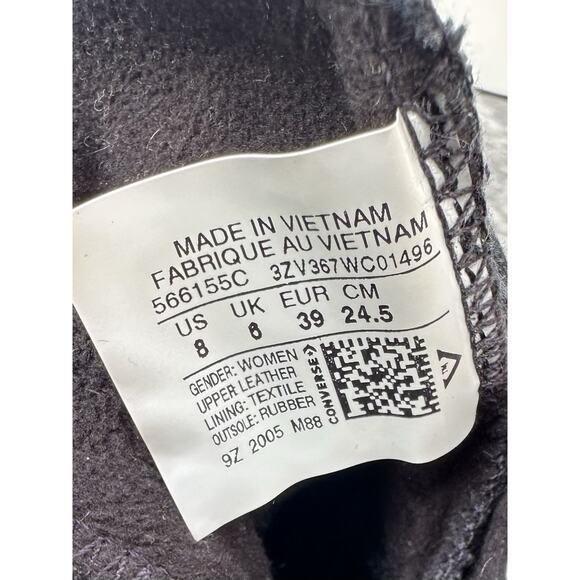 MADE IN VIETNAM
FABRIQUE AU VIETNAM
566155C 3ZV367WC01496
US UK EUR CM
8 6 39 24.5
GENDER: WOMEN
UPPER LEATHER
LINING: TEXTILE
OUTSOLE: RUBBER
9Z 2005 M88
CONVERSE